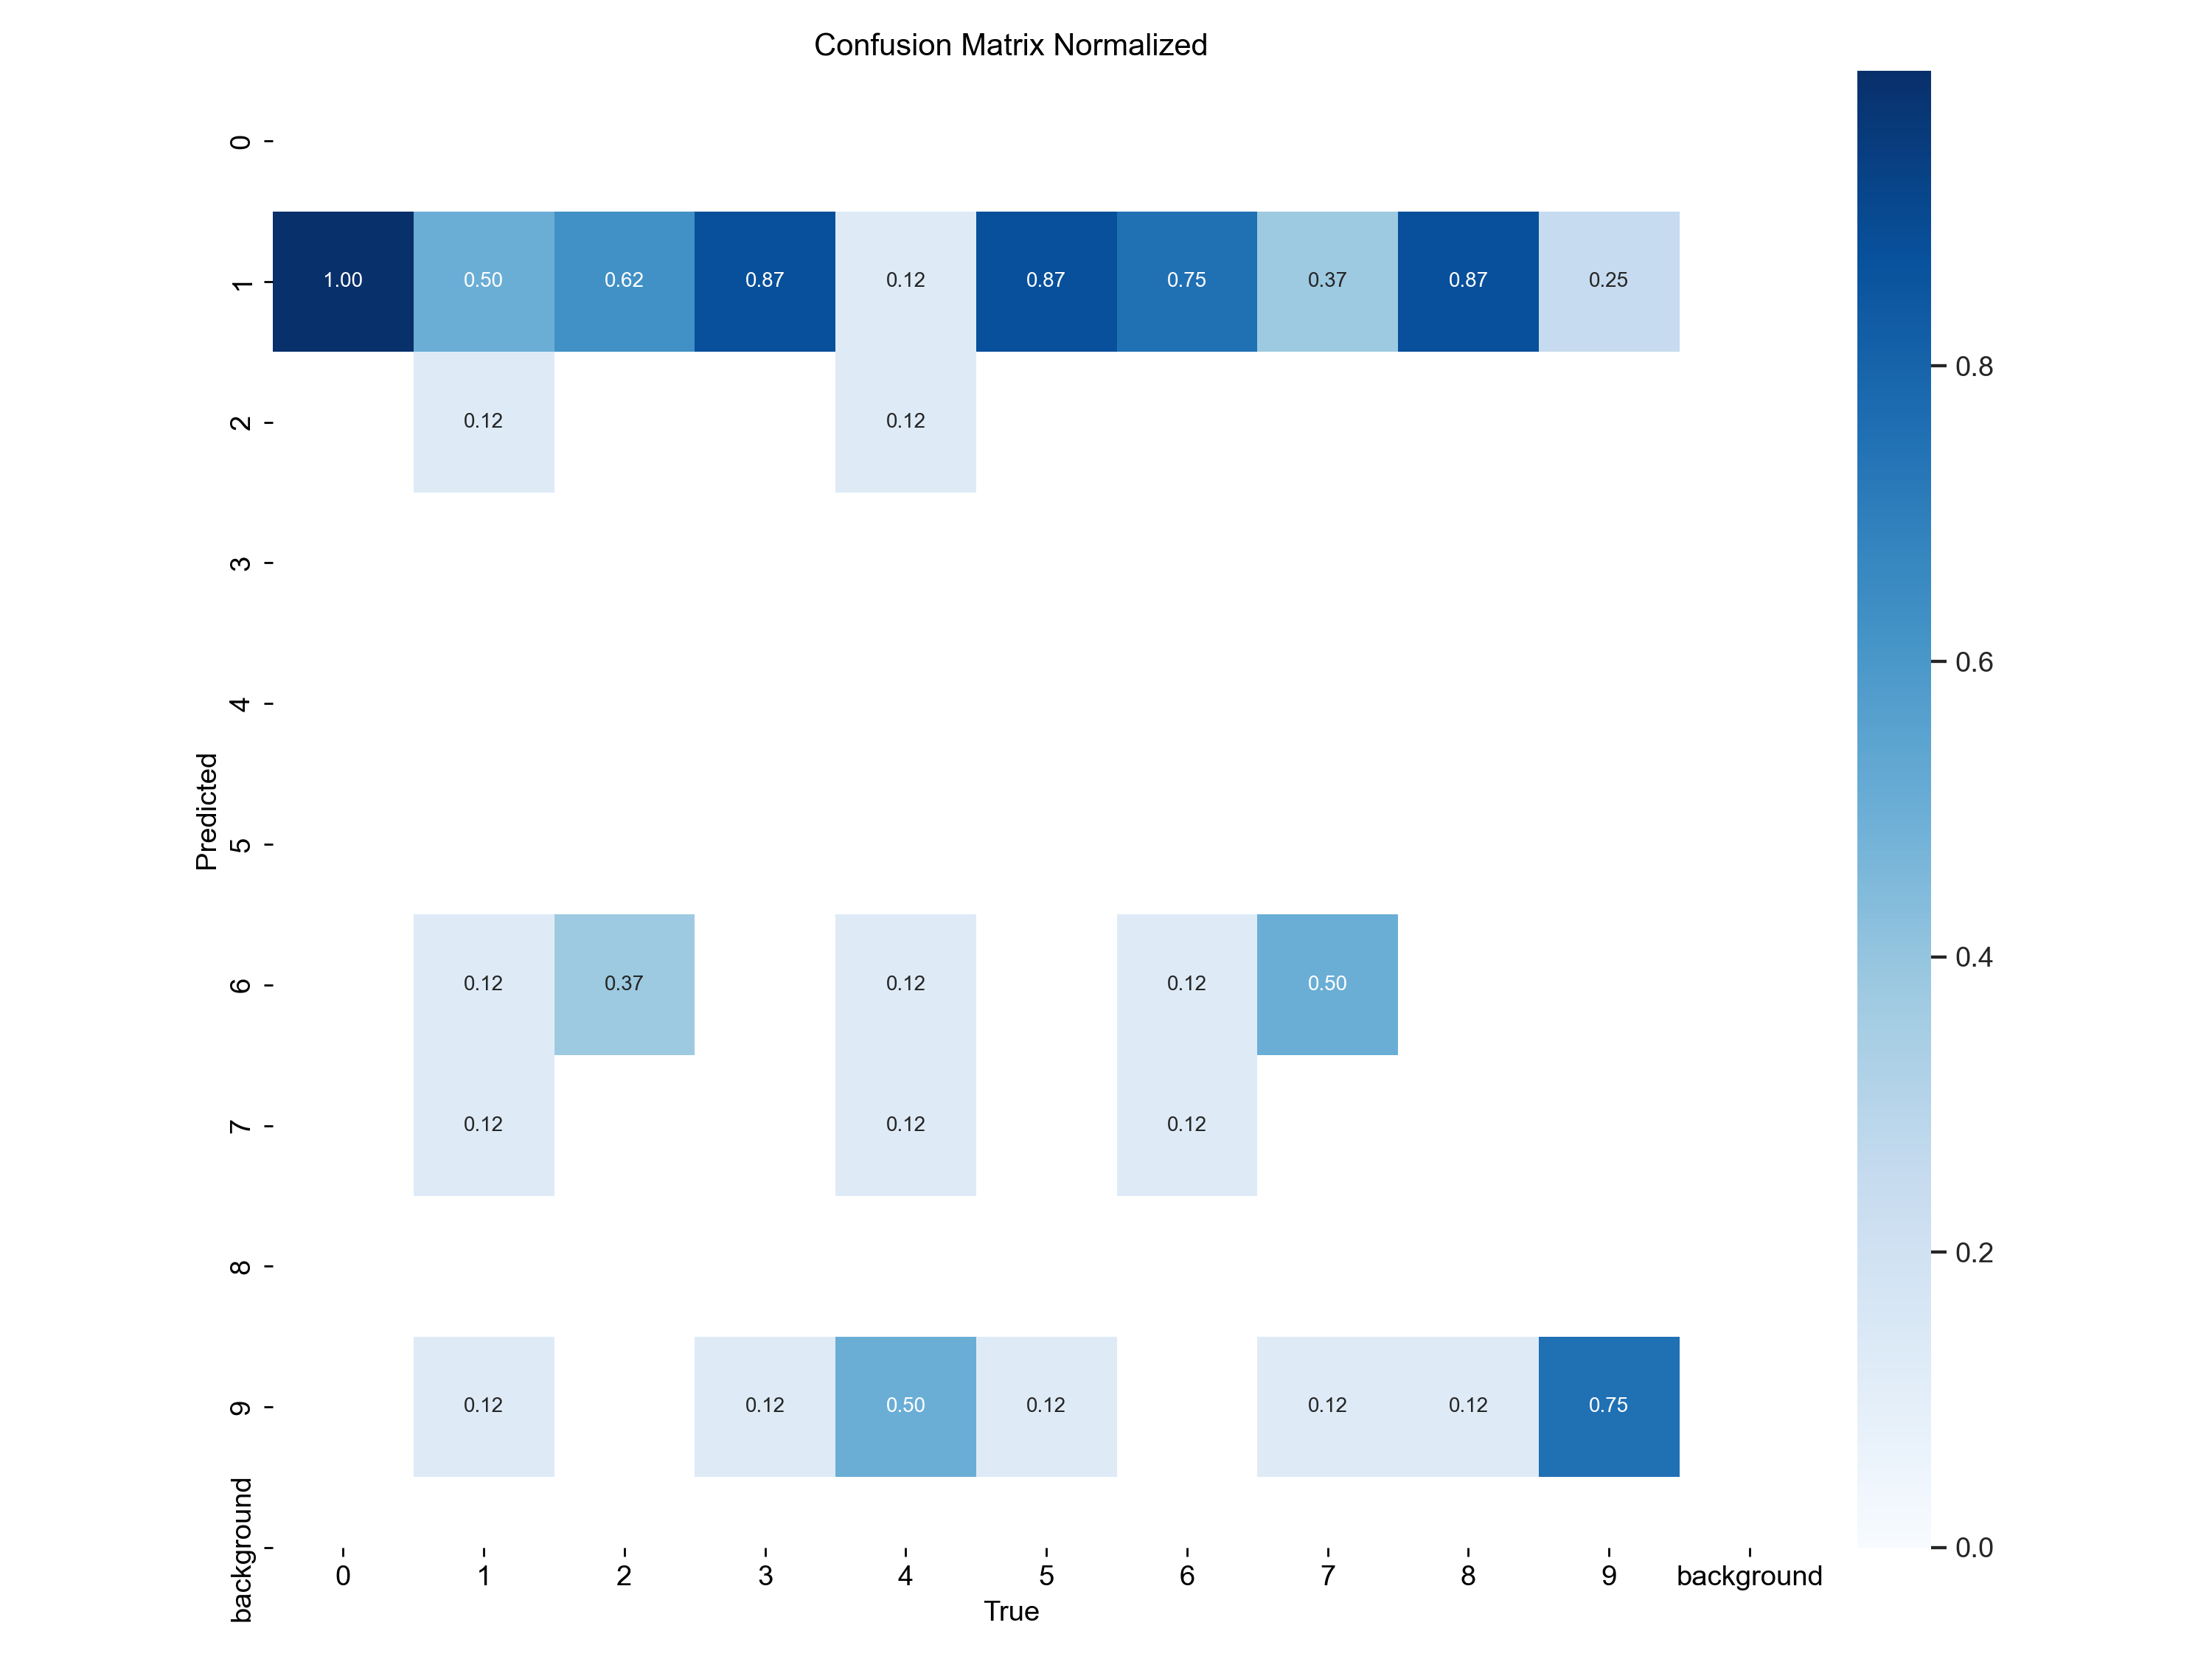 Confusion Matrix Normalized
0
1 1.00 0.50 0.62 0.87 0.12 0.87 0.75 0.37 0.87 0.25
2 0.12 0.12
3
4
5
6 0.12 0.37 0.12 0.12 0.50
7 0.12 0.12 0.12
8
9 0.12 0.12 0.50 0.12 0.12 0.12 0.75
background
Predicted
0 1 2 3 4 5 6 7 8 9 background
True
0.8
0.6
0.4
0.2
0.0